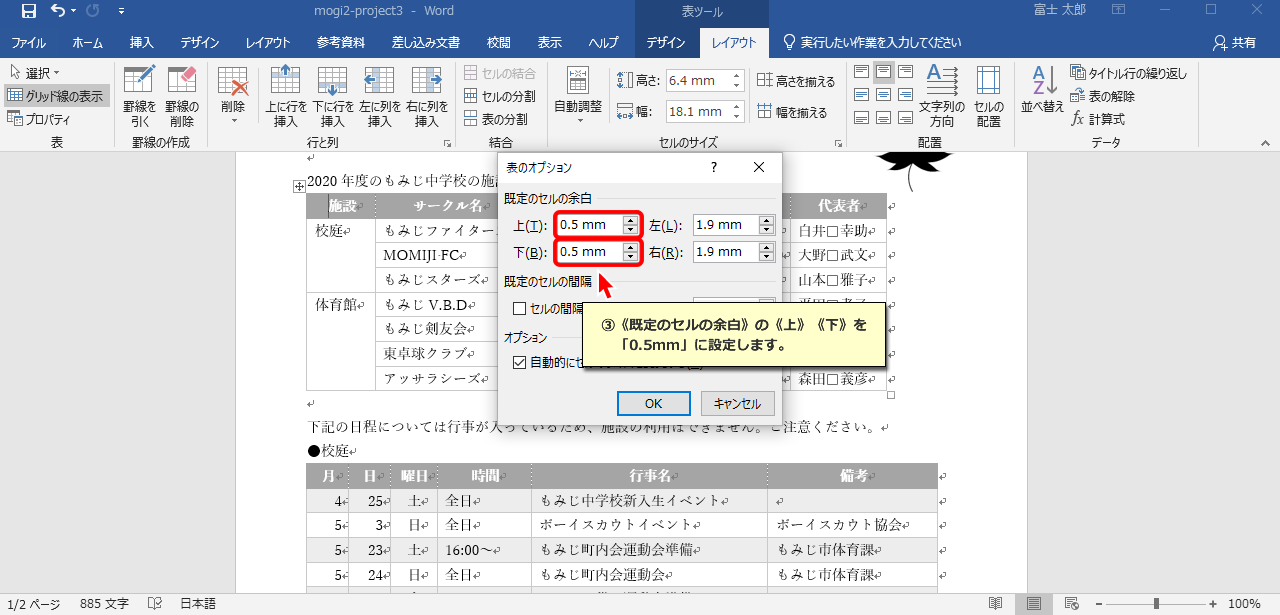 mogi2-project3 - Word
表ツール
富士 太郎
ファイル ホーム 挿入 デザイン レイアウト 参考資料 差し込み文書 校閲 表示 ヘルプ デザイン レイアウト 実行したい作業を入力してください 共有
選択
グリッド線の表示
プロパティ
表
罫線を引く
罫線の削除
罫線の作成
削除
上に行を挿入
下に行を挿入
左に列を挿入
右に列を挿入
行と列
セルの結合
セルの分割
表の分割
結合
自動調整
高さ: 6.4 mm
幅: 18.1 mm
高さを揃える
幅を揃える
セルのサイズ
文字列の方向
セルの配置
配置
並べ替え
タイトル行の繰り返し
表の解除
計算式
データ
2020 年度のもみじ中学校の施
施設 サークル名 代表者
校庭 もみじファイター 白井□幸助
MOMIJI·FC 大野□武文
もみじスターズ 山本□雅子
体育館 もみじ V.B.D
もみじ剣友会
東卓球クラブ
アッサラシーズ 森田□義彦
表のオプション
?
既定のセルの余白
上(T): 0.5 mm 左(L): 1.9 mm
下(B): 0.5 mm 右(R): 1.9 mm
既定のセルの間隔
セルの間隔
オプション
自動的にセ
OK キャンセル
③《既定のセルの余白》の《上》《下》を
「0.5mm」に設定します。
下記の日程については行事が入っているため、施設の利用はできません。ご注意ください。
●校庭
月 日 曜日 時間 行事名 備考
4 25 土 全日 もみじ中学校新入生イベント
5 3 日 全日 ボーイスカウトイベント ボーイスカウト協会
5 23 土 16:00～ もみじ町内会運動会準備 もみじ市体育課
5 24 日 全日 もみじ町内会運動会 もみじ市体育課
1/2 ページ 885 文字 日本語 100%